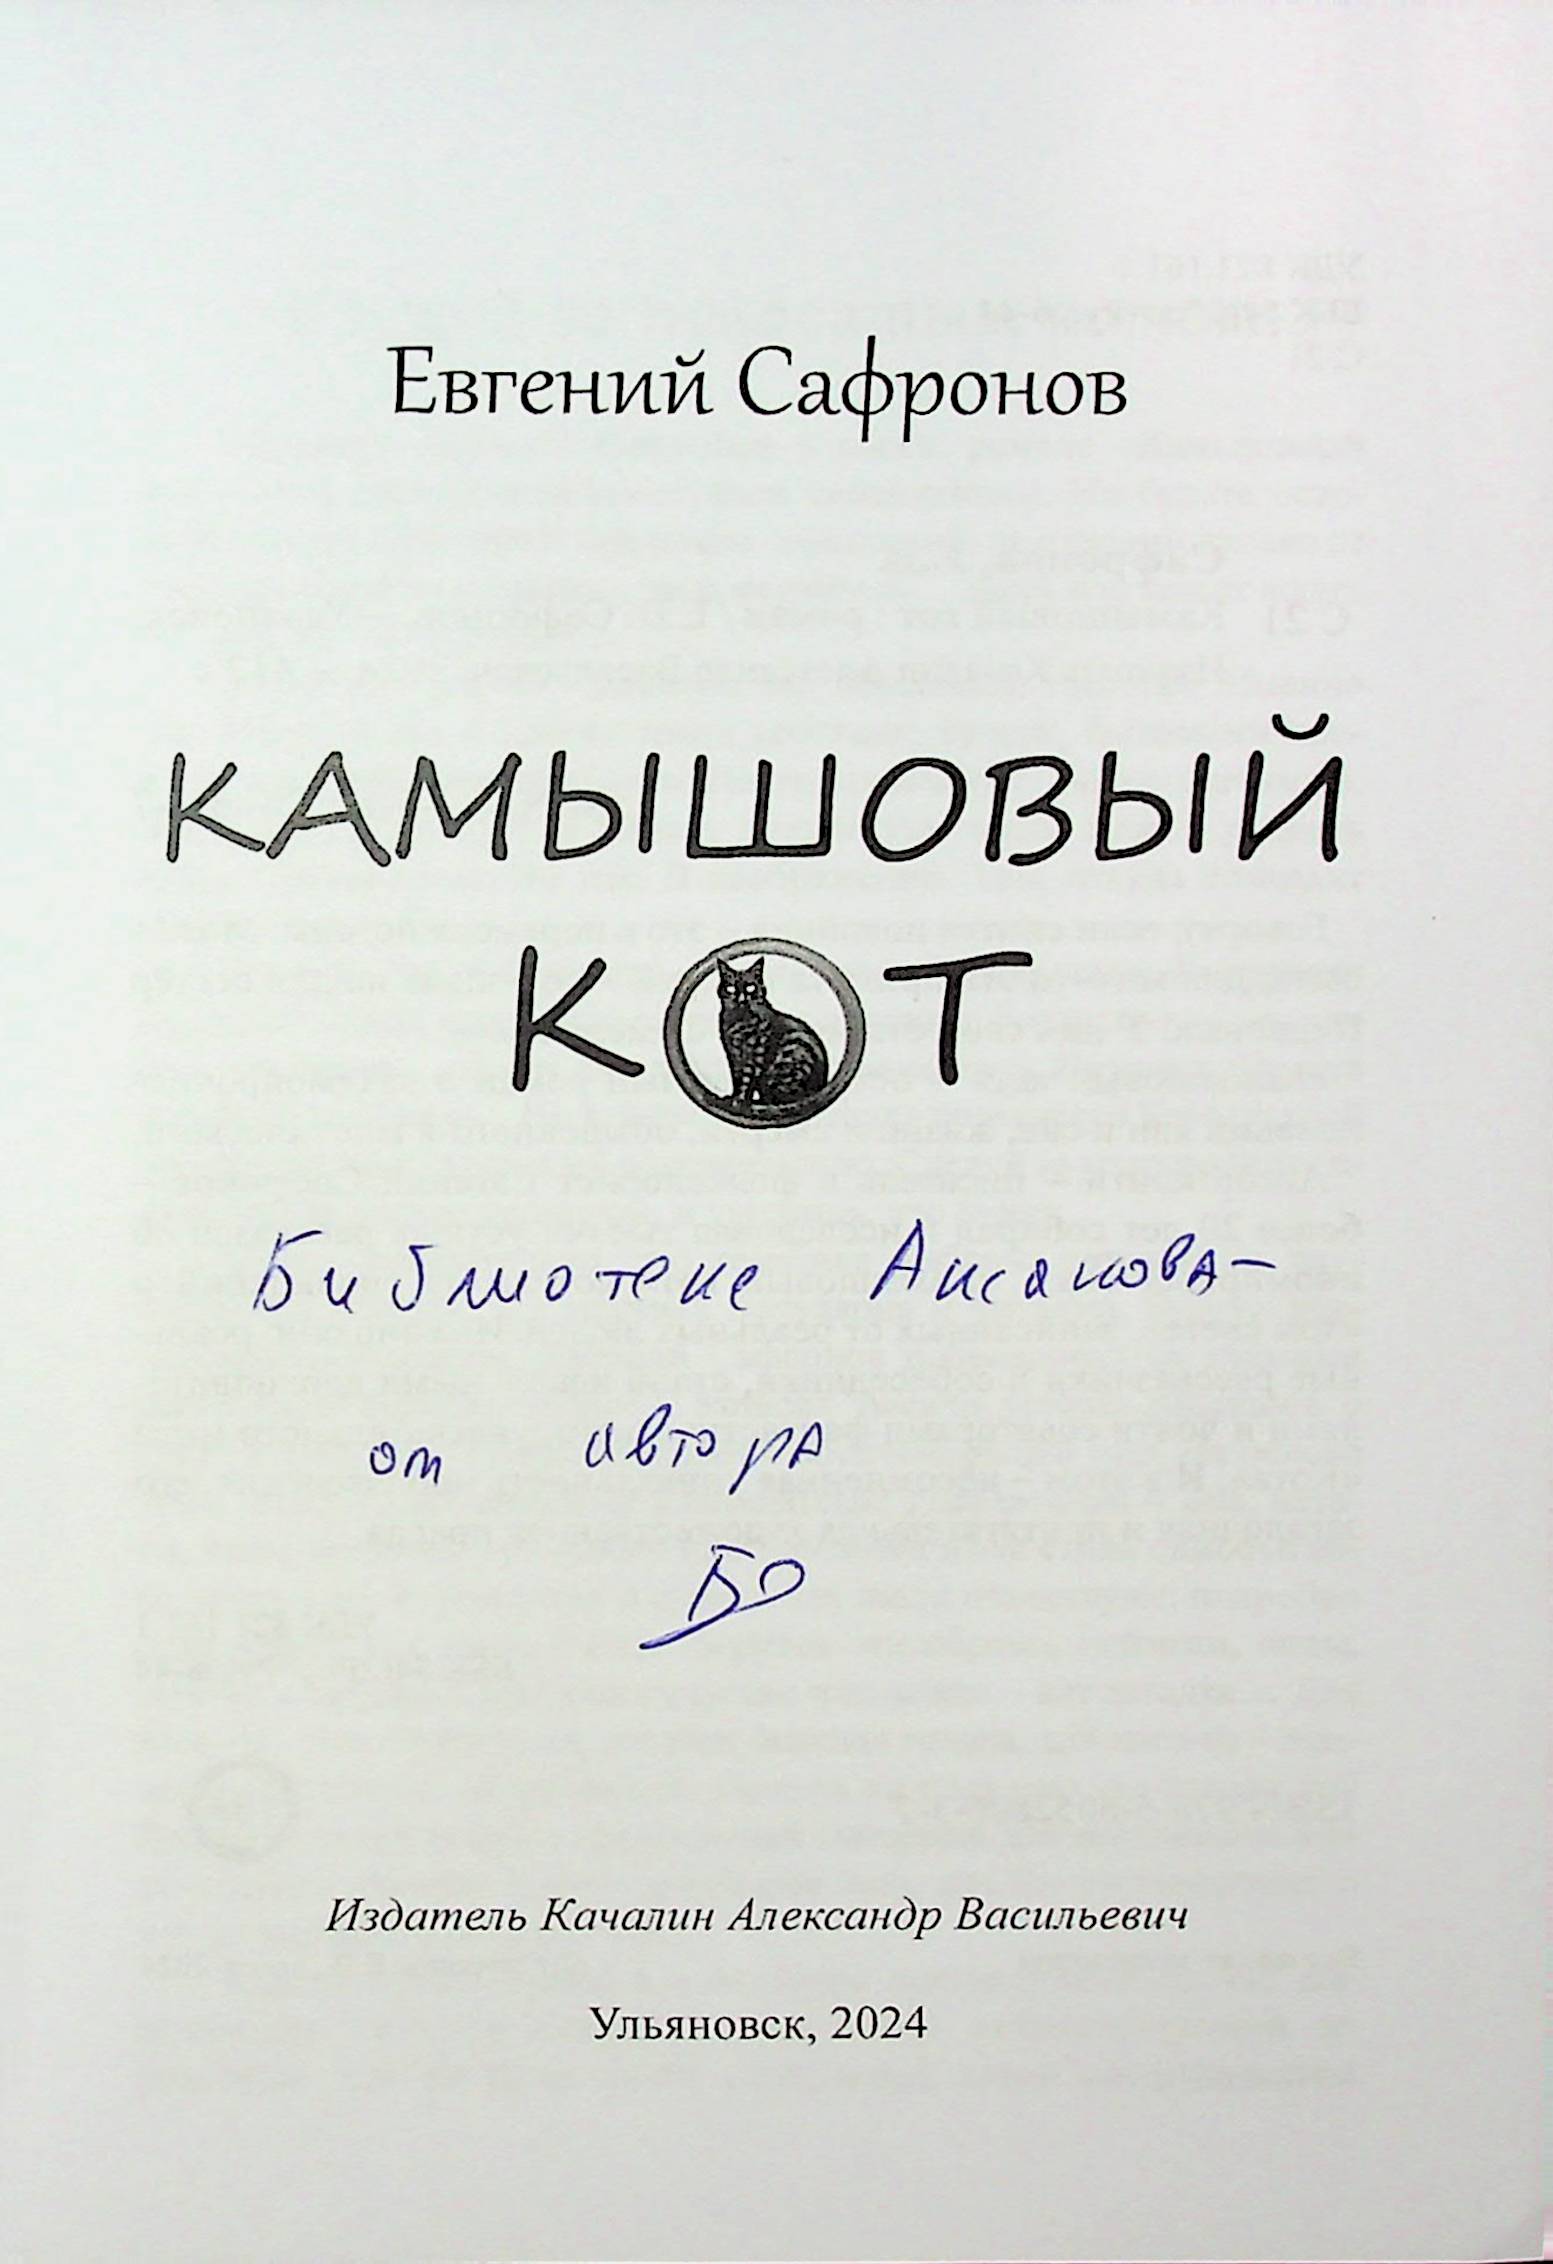 Евгений Сафронов
КАМЫШОВЫЙ
КОТ
Библиотеке Аксакова–
от автора
Издатель Качалин Александр Васильевич
Ульяновск, 2024